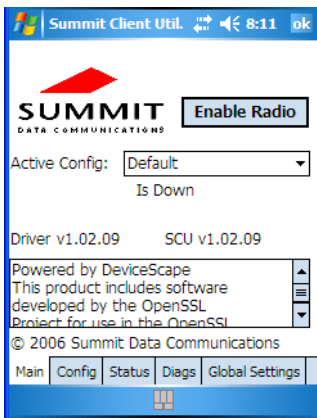 Summit Client Util. 8:11 ok
SUMMIT
DATA COMMUNICATIONS
Enable Radio
Active Config: Default
Is Down
Driver v1.02.09 SCU v1.02.09
Powered by DeviceScape
This product includes software
developed by the OpenSSL
Project for use in the OpenSSL
© 2006 Summit Data Communications
Main Config Status Diags Global Settings